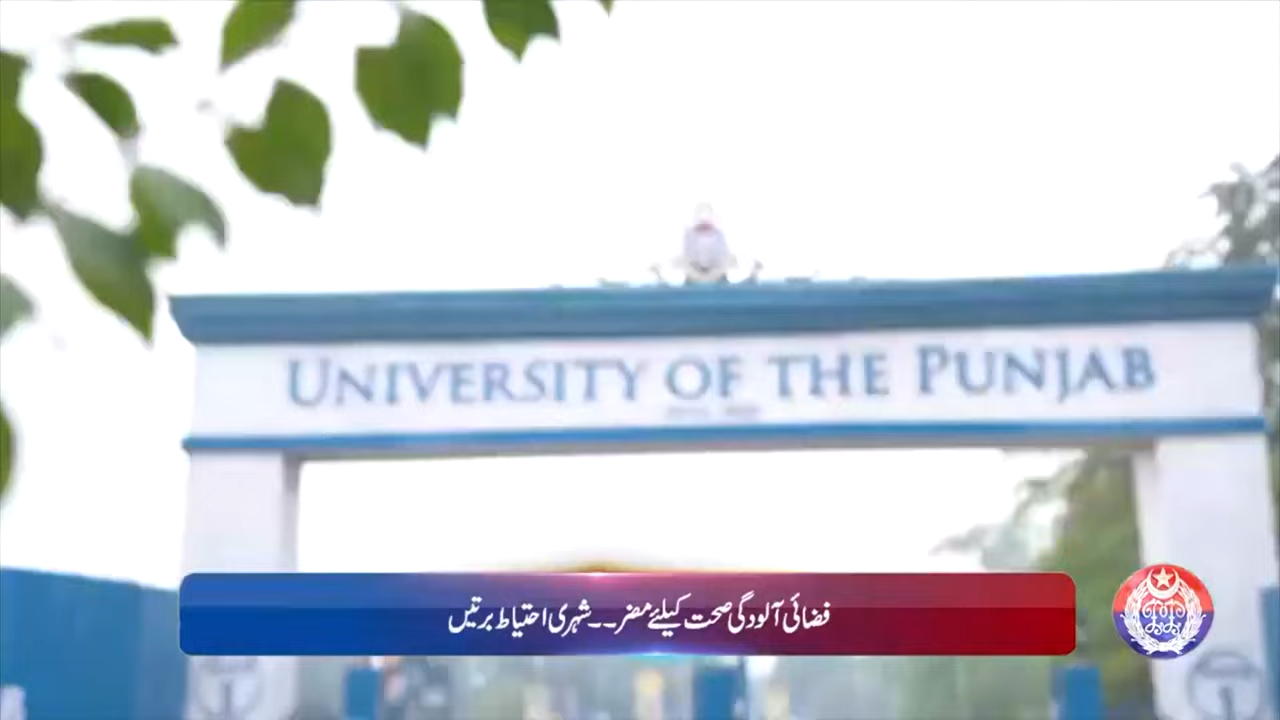 UNIVERSITY OF THE PUNJAB
فضائی آلودگی صحت کیلئے مضر۔۔شہری احتیاط برتیں